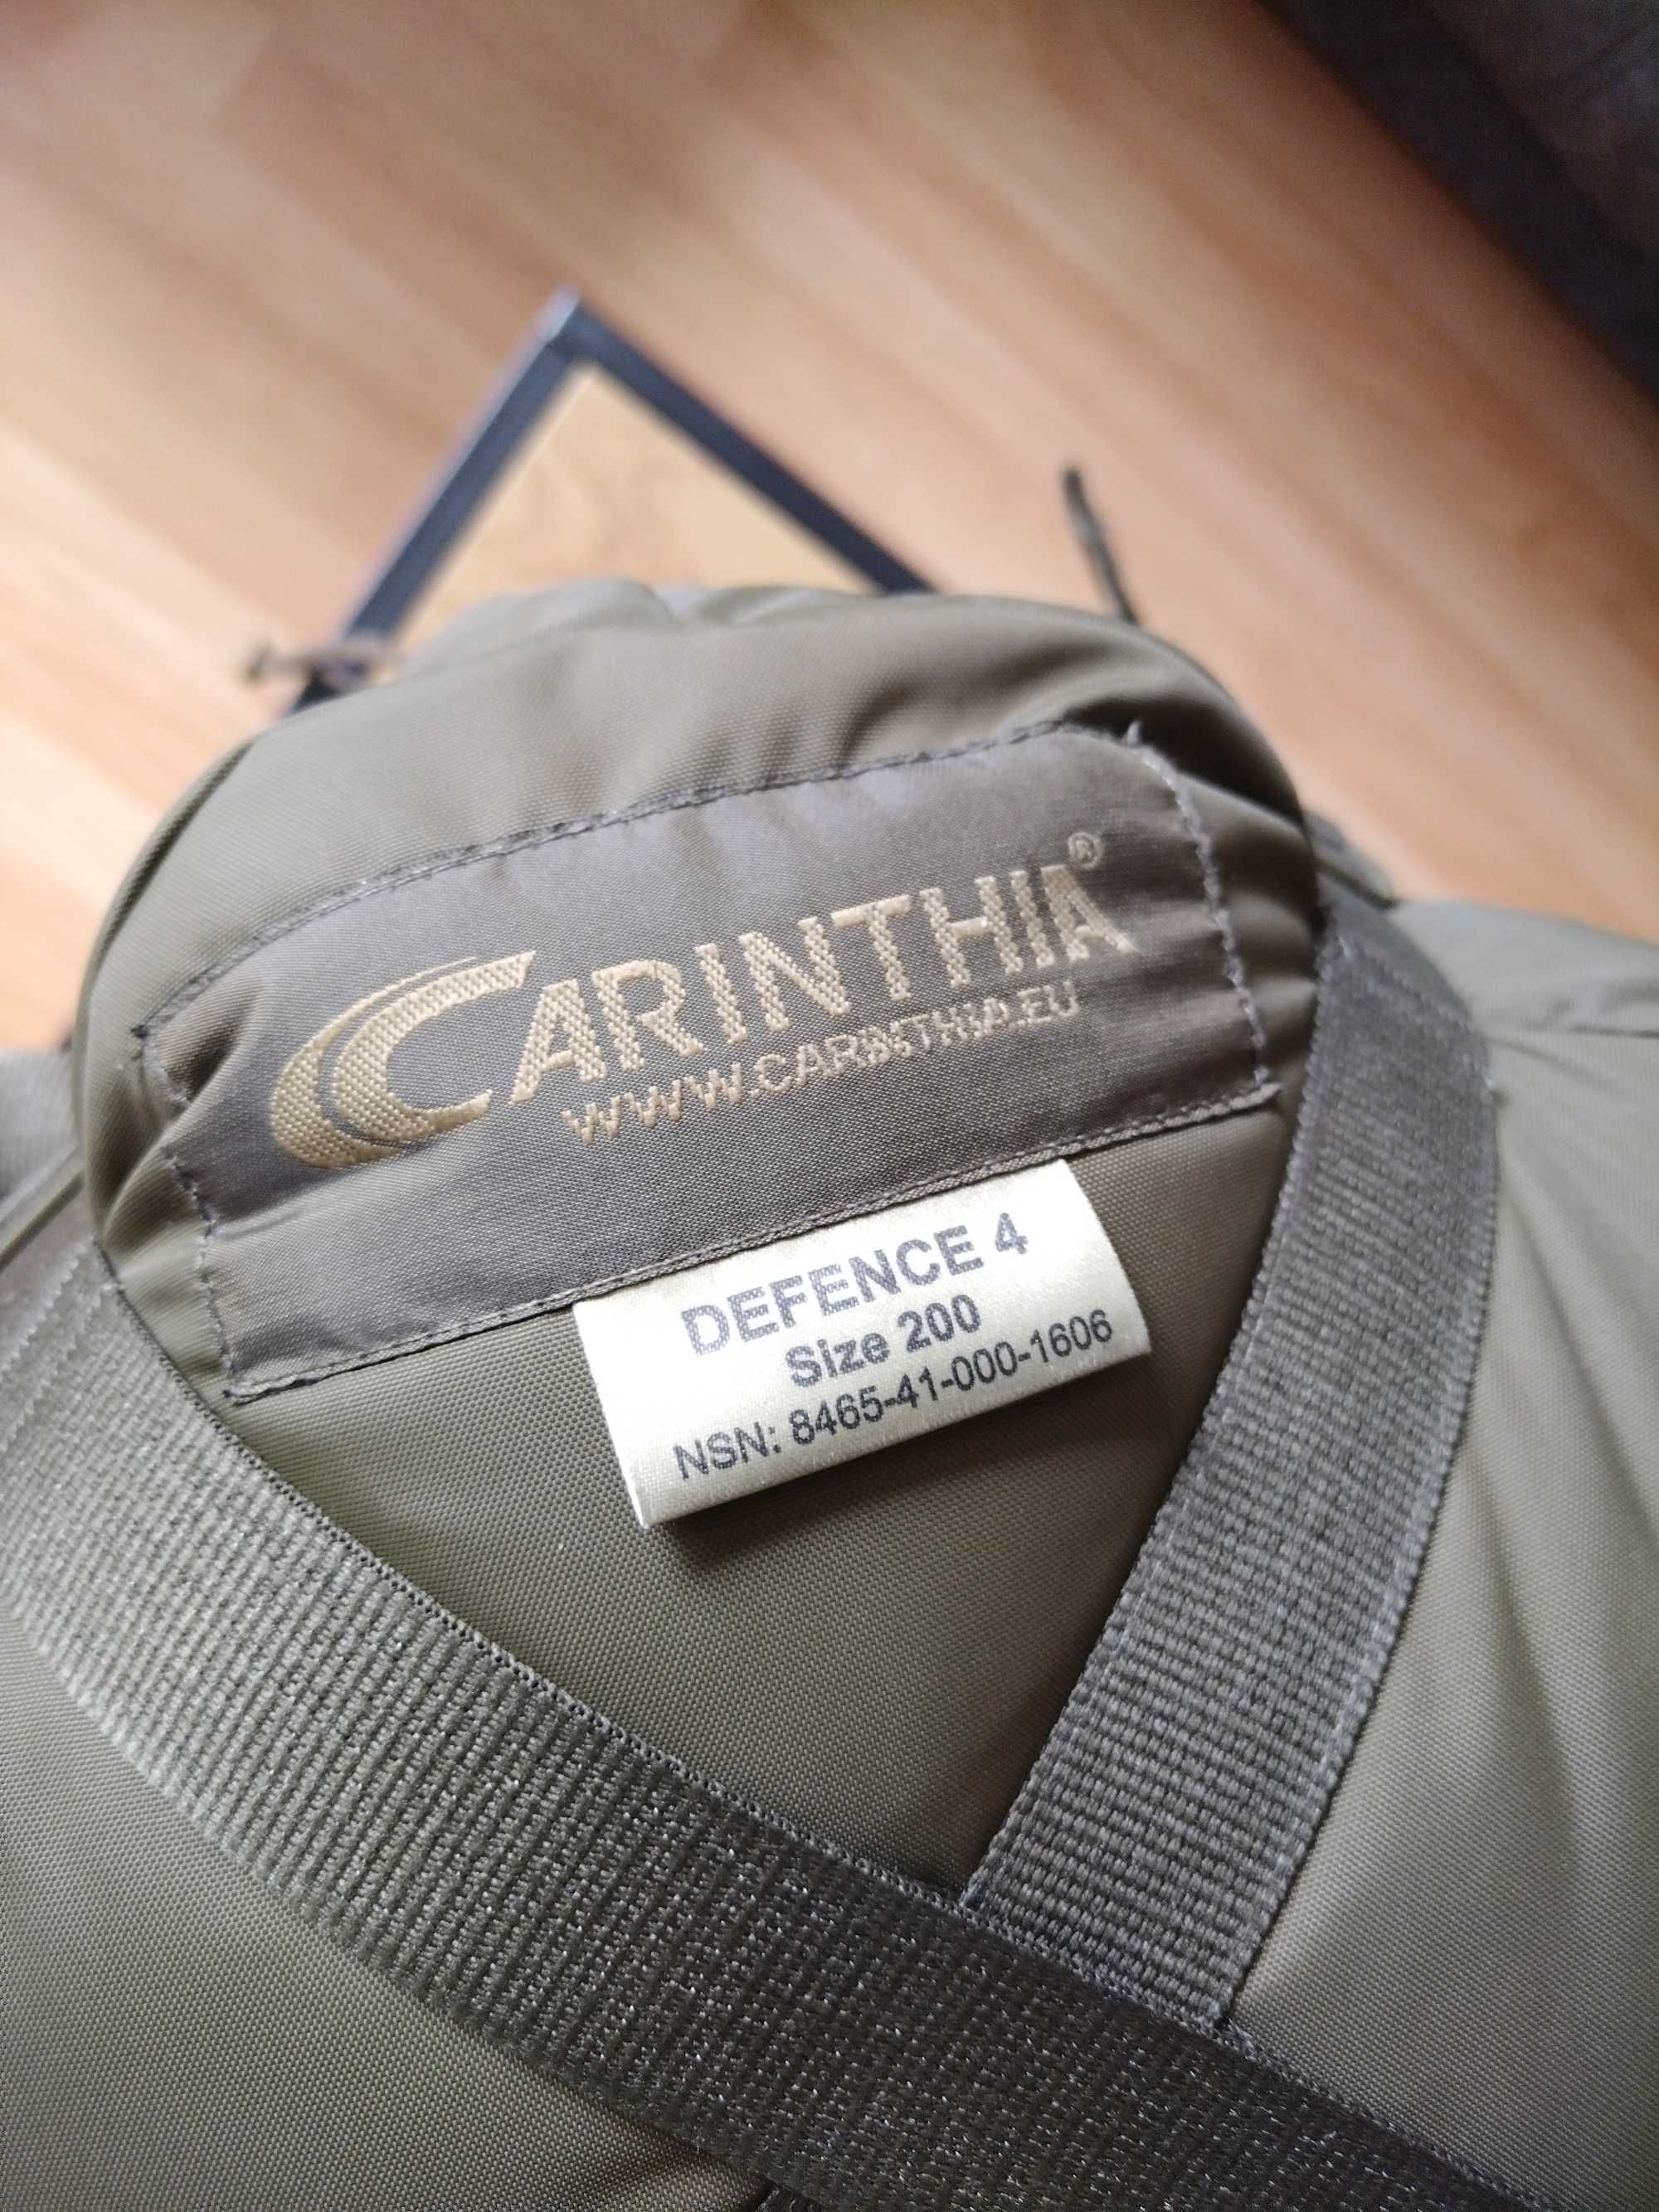 CARINTHIA®
WWW.CARINTHIA.EU
DEFENCE 4
Size 200
NSN: 8465-41-000-1606